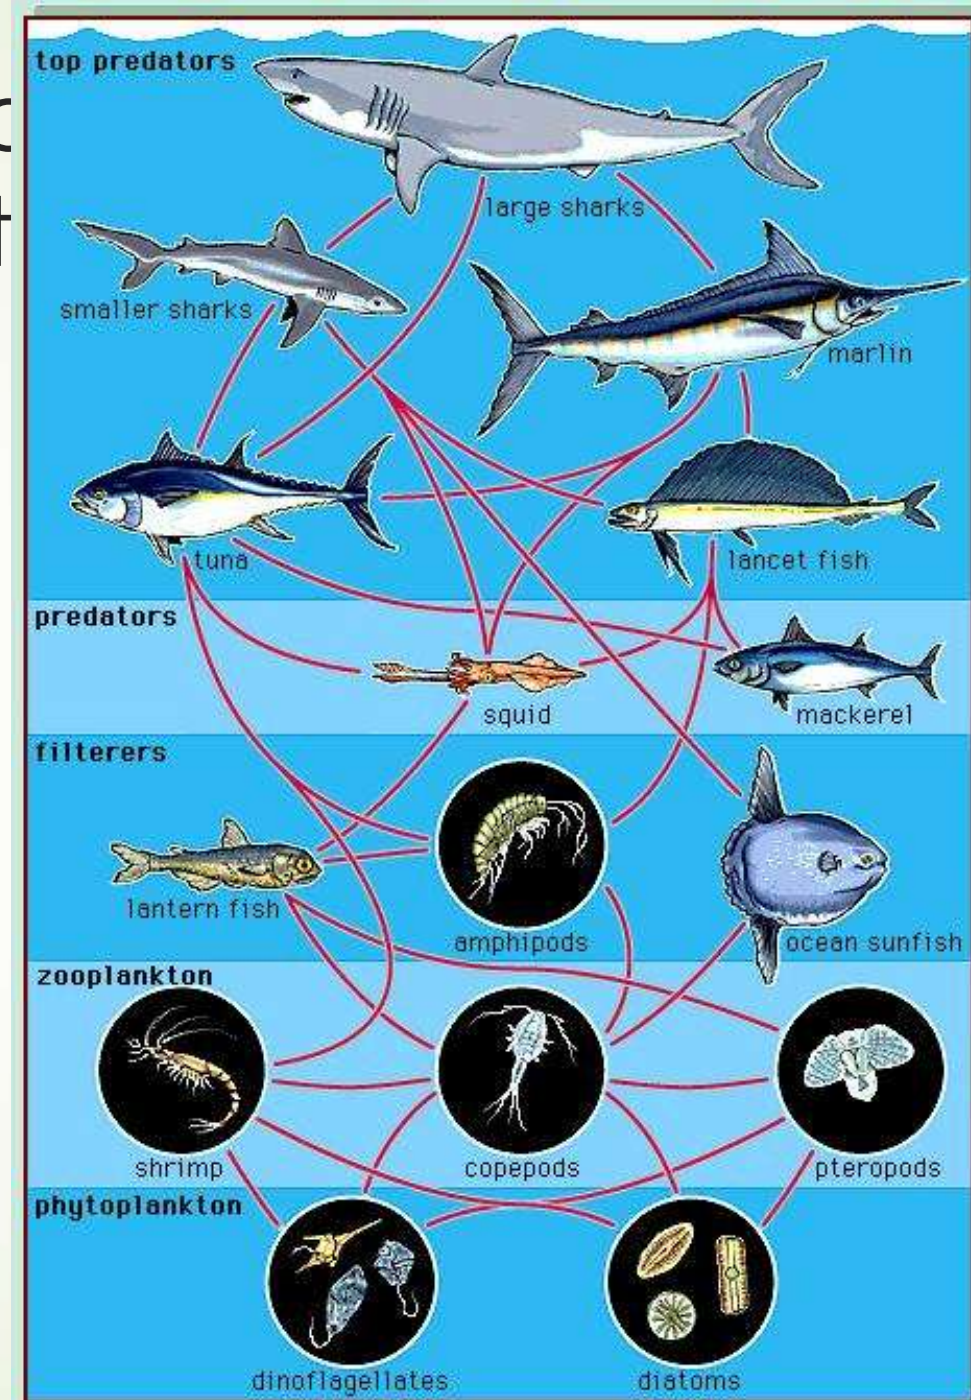 top predators
large sharks
smaller sharks
marlin
tuna
lancet fish
predators
squid
mackerel
filterers
lantern fish
amphipods
ocean sunfish
zooplankton
shrimp
copepods
pteropods
phytoplankton
dinoflagellates
diatoms